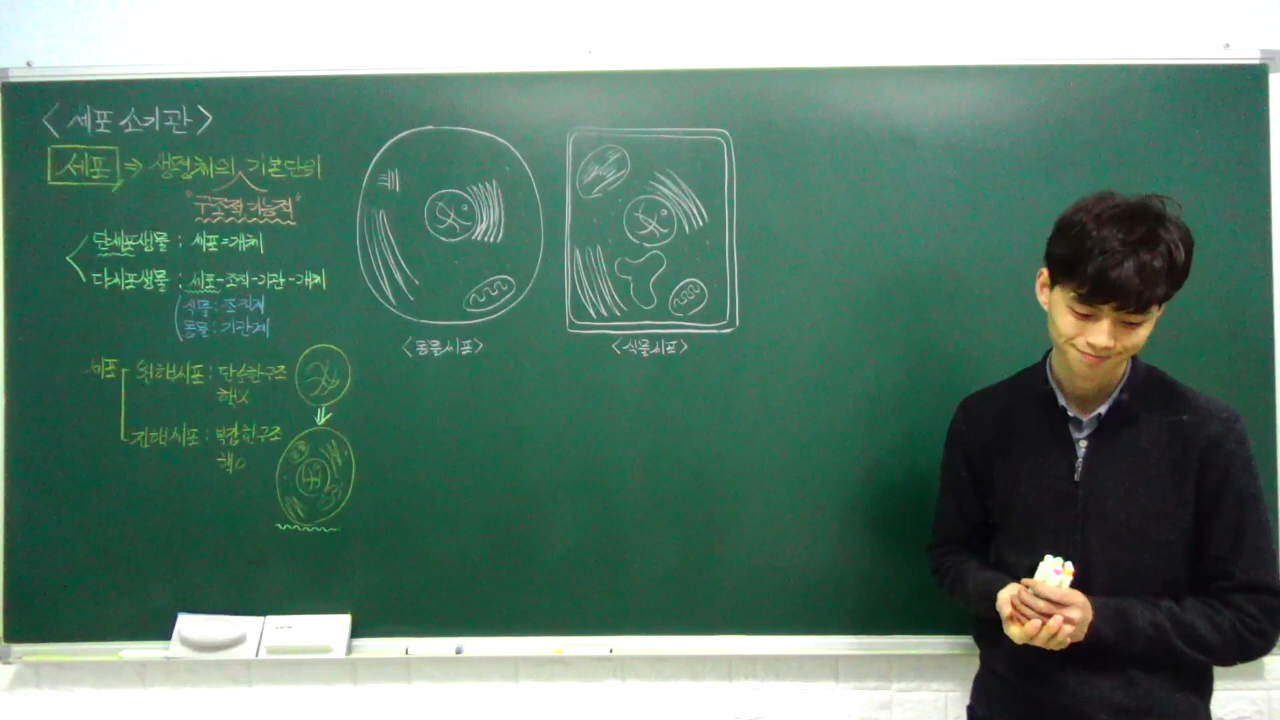 <세포 소기관>
세포 ⇒ 생명체의 기본단위
"구조적 기능적"
단세포생물 : 세포=개체
다세포생물 : 세포-조직-기관-개체
식물: 조직계
동물: 기관계
세포
원핵세포 : 단순한구조
핵X
진핵세포 : 복잡한구조
핵O
<동물세포>
<식물세포>